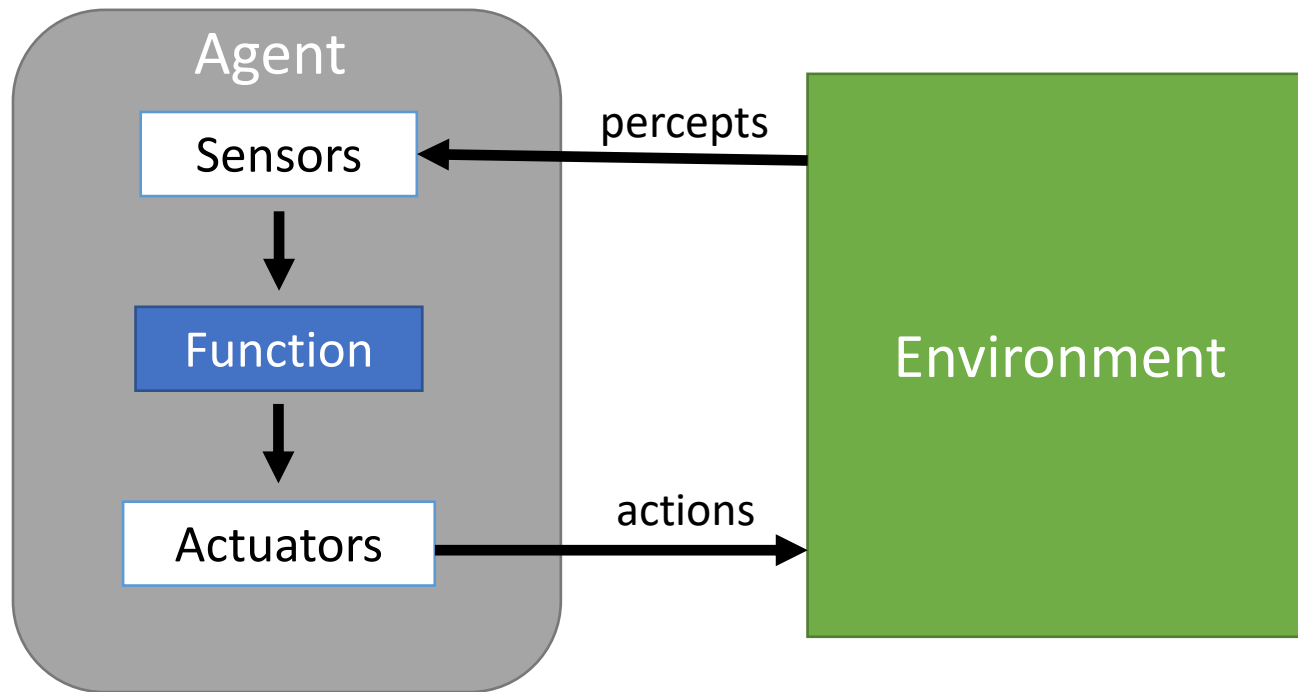 Agent
Sensors
percepts
Function
Environment
Actuators
actions